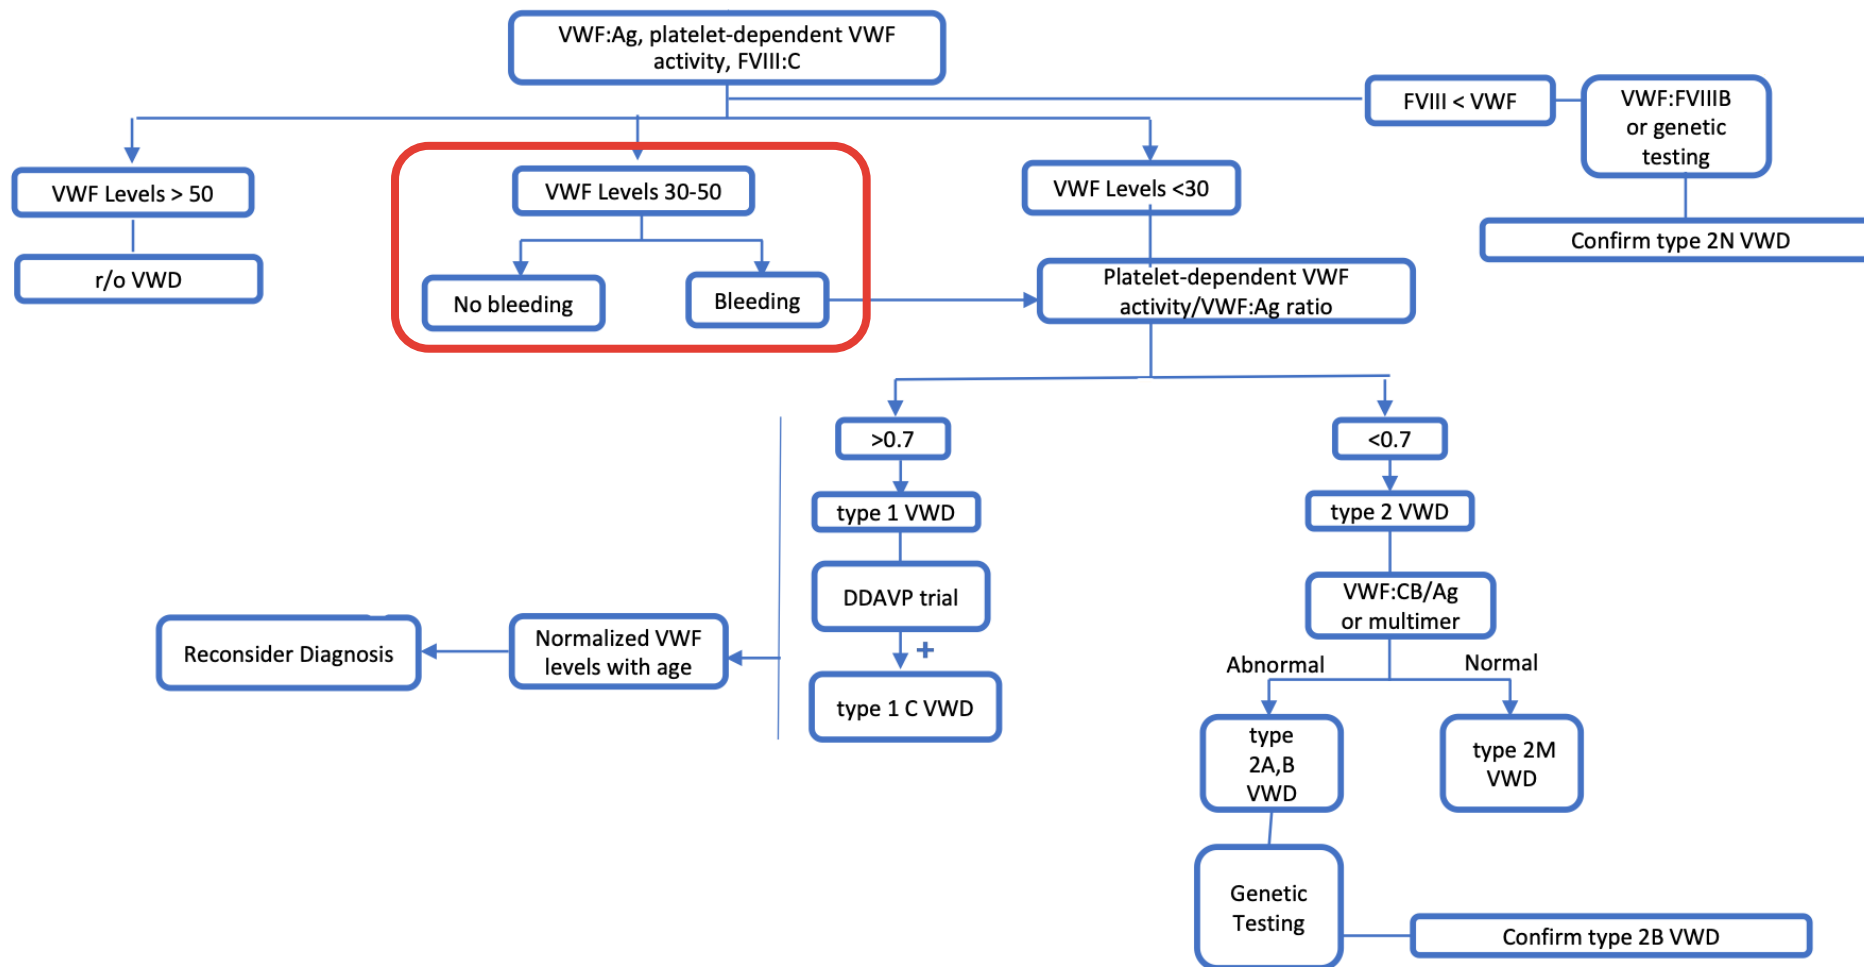 VWF:Ag, platelet-dependent VWF
activity, FVIII:C
FVIII < VWF
VWF:FVIIIB
or genetic
testing
Confirm type 2N VWD
VWF Levels > 50
r/o VWD
VWF Levels 30-50
No bleeding
Bleeding
VWF Levels <30
Platelet-dependent VWF
activity/VWF:Ag ratio
>0.7
<0.7
type 1 VWD
type 2 VWD
DDAVP trial
+
type 1 C VWD
Normalized VWF
levels with age
Reconsider Diagnosis
VWF:CB/Ag
or multimer
Abnormal
Normal
type
2A,B
VWD
type 2M
VWD
Genetic
Testing
Confirm type 2B VWD